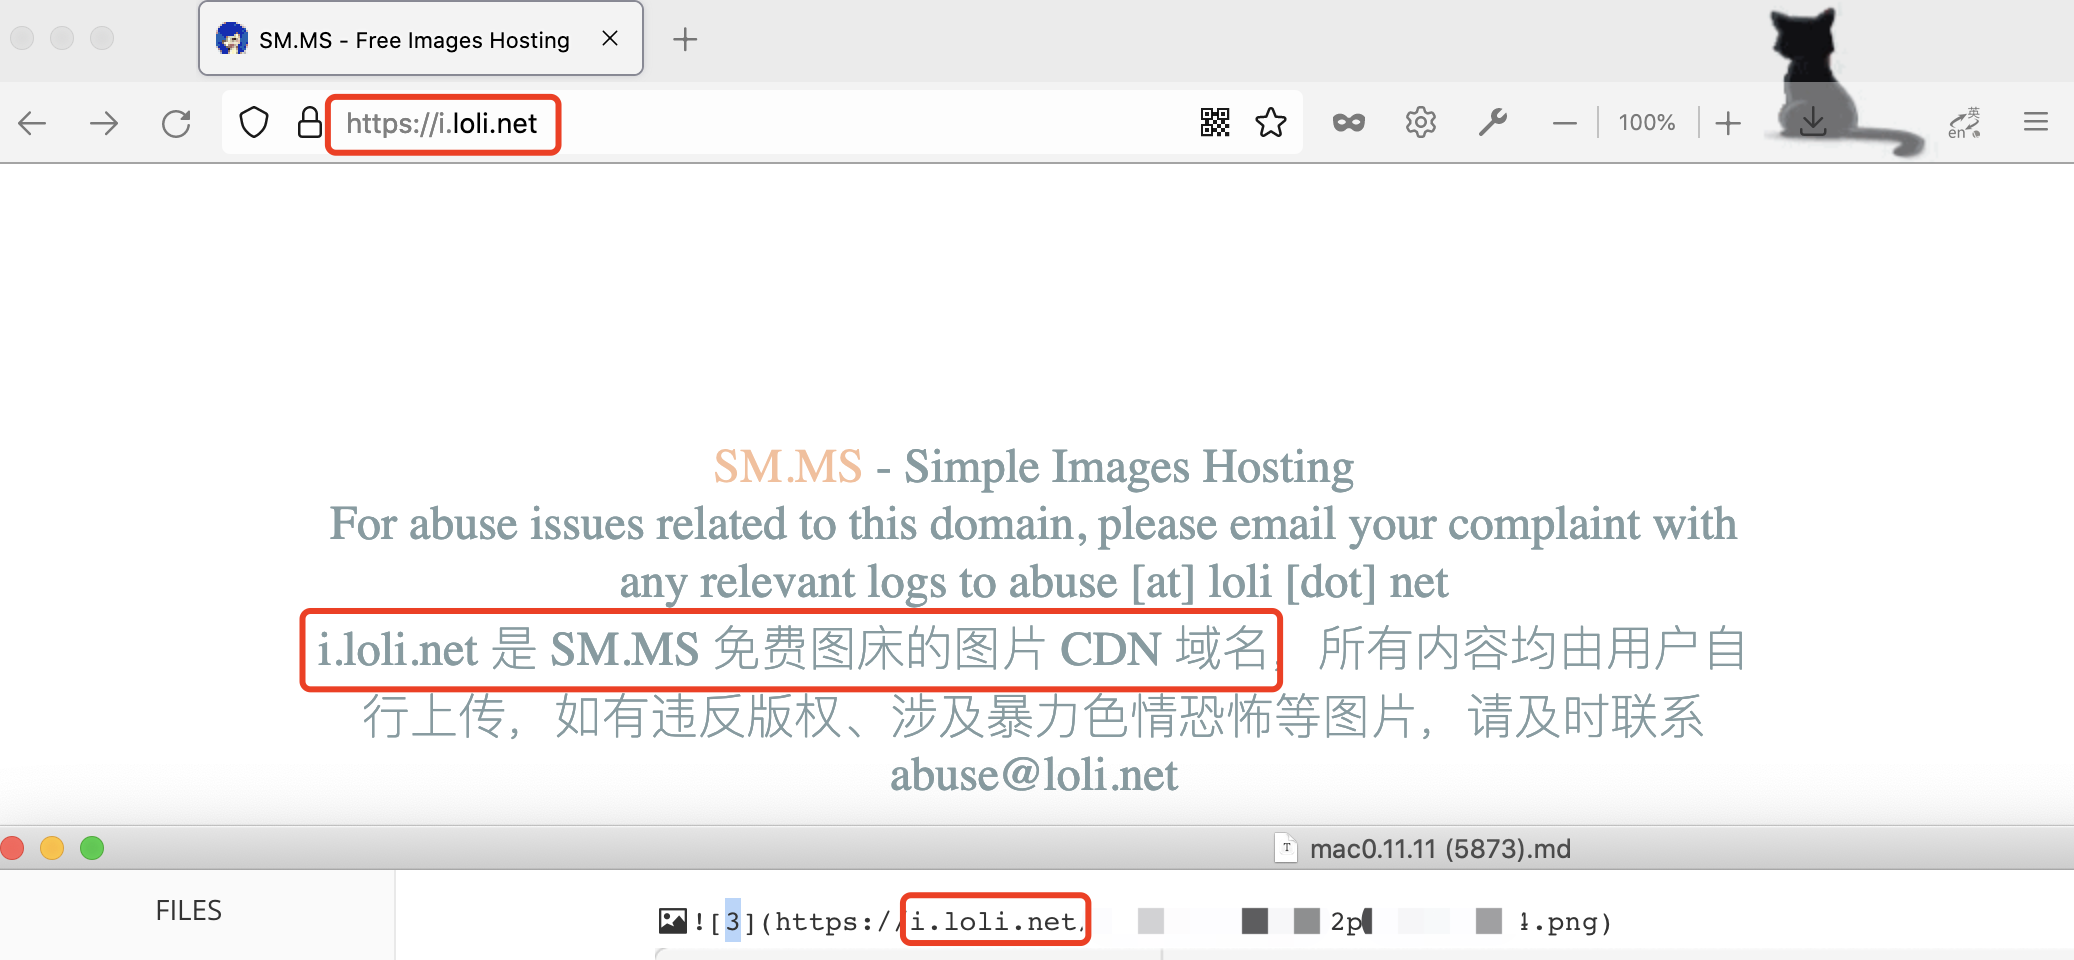 SM.MS - Free Images Hosting
https://i.loli.net
100%
英
en
SM.MS - Simple Images Hosting
For abuse issues related to this domain, please email your complaint with
any relevant logs to abuse [at] loli [dot] net
i.loli.net 是 SM.MS 免费图床的图片 CDN 域名，所有内容均由用户自
行上传，如有违反版权、涉及暴力色情恐怖等图片，请及时联系
abuse@loli.net
mac0.11.11 (5873).md
FILES
![3](https://i.loli.net/ 2p .png)